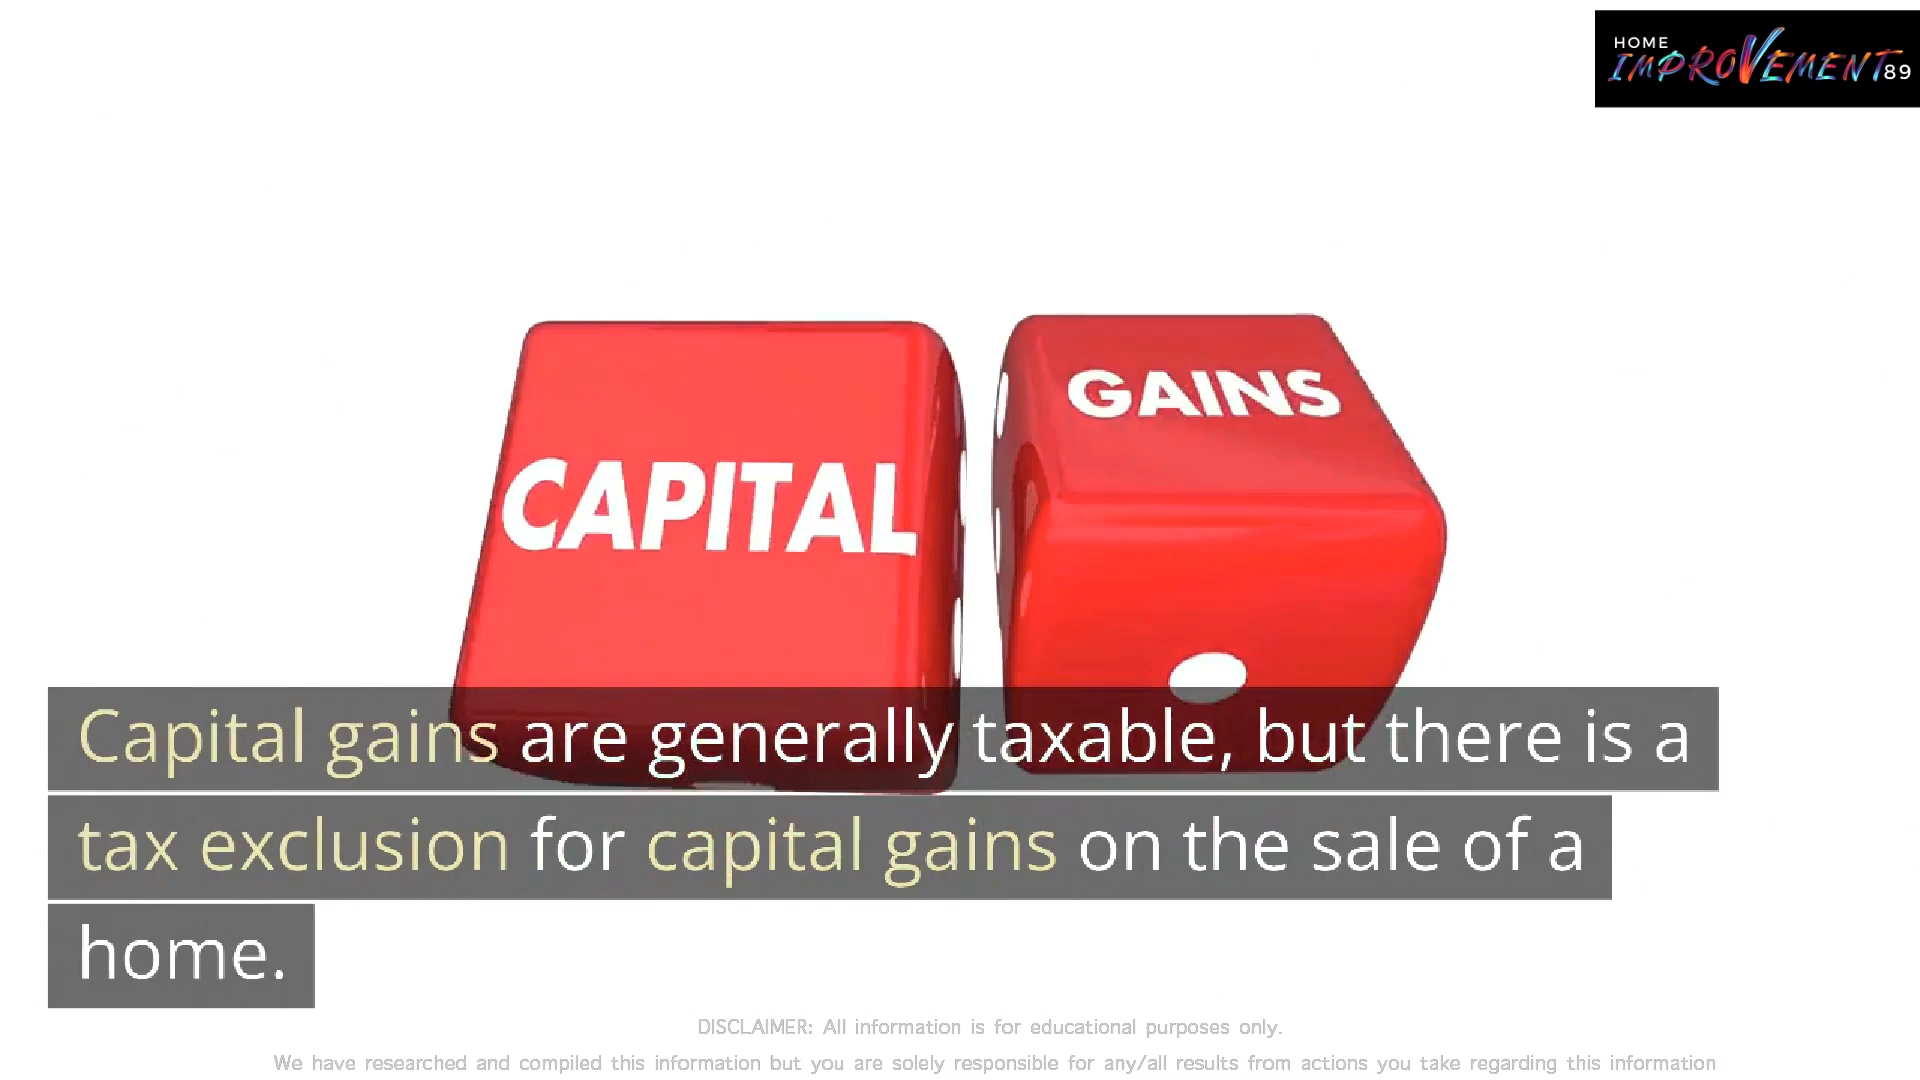 HOME
IMPROVEMENT89
CAPITAL
GAINS
Capital gains are generally taxable, but there is a
tax exclusion for capital gains on the sale of a
home.
DISCLAIMER: All information is for educational purposes only.
We have researched and compiled this information but you are solely responsible for any/all results from actions you take regarding this information